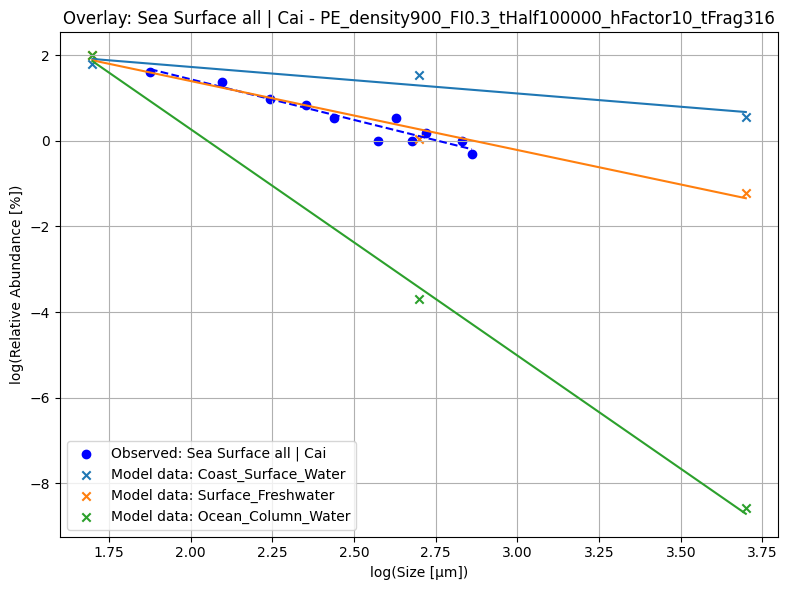 Overlay: Sea Surface all | Cai - PE_density900_FI0.3_tHalf100000_hFactor10_tFrag316
log(Relative Abundance [%])
2
0
−2
−4
−6
−8
Observed: Sea Surface all | Cai
Model data: Coast_Surface_Water
Model data: Surface_Freshwater
Model data: Ocean_Column_Water
1.75 2.00 2.25 2.50 2.75 3.00 3.25 3.50 3.75
log(Size [μm])